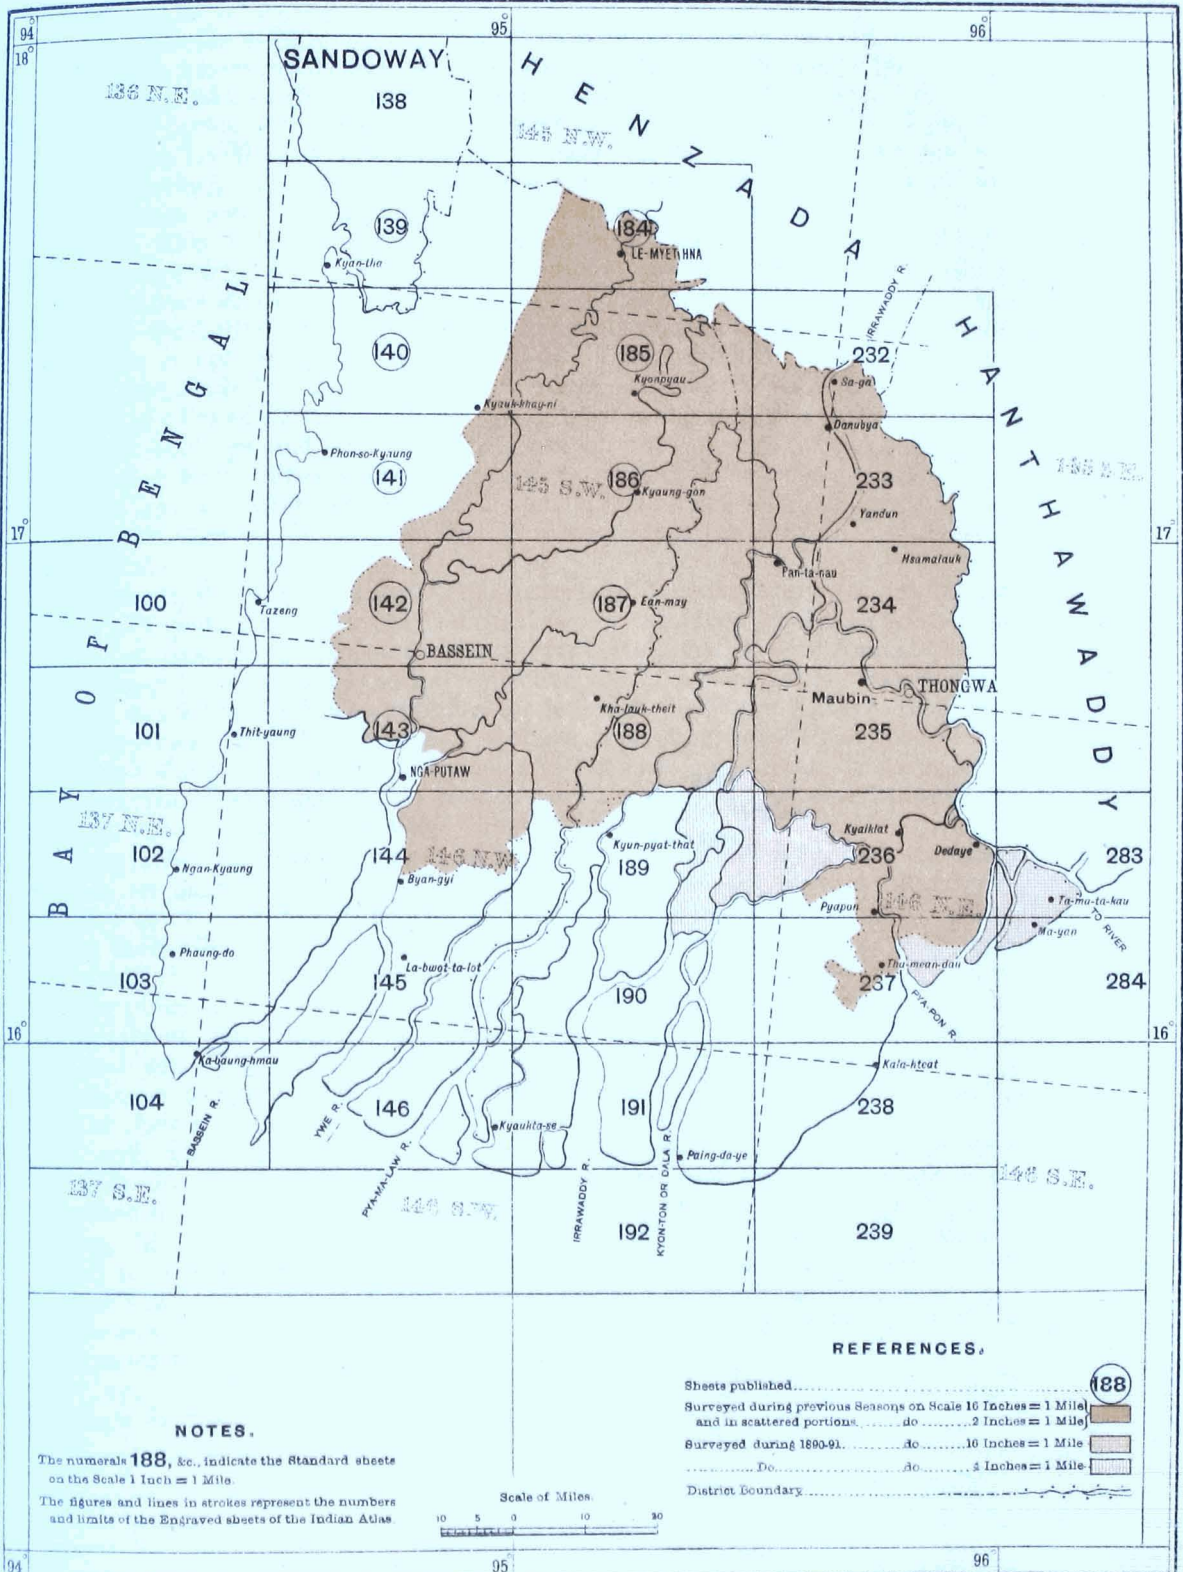 94° 95° 96°
18°
SANDOWAY
HENZADA
136 N.E.
138
145 N.W.
139
184
LE-MYETHNA
Kyan-tha
IRRAWADDY R.
140
185
232
Kyonpyau
Sa-ga
Kyauk-khay-ni
HANTHAWADDY
Danubya
Phon-so-Kyaung
141
145 S.W.
186
Kyaung-gon
233
Yandun
17° 17°
BAY OF BENGAL
Pan-ta-nau
Hsamalauk
100
Tazeng
142
187
Ean-may
234
BASSEIN
Maubin
THONGWA
Kha-lauk-theit
101
Thit-yaung
143
188
235
NGA-PUTAW
137 N.E.
Kyun-pyat-that
Kyaiklat
Dedaye
102
Ngan-Kyaung
144
146 N.W.
189
236
283
Byan-gyi
Pyapun
146 N.E.
Ta-mu-ta-kau
Ma-yan
TO RIVER
Phaung-do
La-bwot-ta-lot
Tha-mean-dau
103
145
190
237
284
PYA-PON R.
16° 16°
Ka-baung-hmau
Kala-hteat
104
146
191
238
BASSEIN R.
YWE R.
Kyaukta-se
Paing-da-ye
PYA-MA-LAW R.
IRRAWADDY R.
KYON-TON OR DALA R.
137 S.E.
146 S.W.
146 S.E.
192
239
REFERENCES.
Sheets published 188
Surveyed during previous Seasons on Scale 16 Inches = 1 Mile
and in scattered portions. do 2 Inches = 1 Mile
Surveyed during 1890-91. do 16 Inches = 1 Mile
Do. do. 4 Inches = 1 Mile
District Boundary
NOTES.
The numerals 188, &c., indicate the Standard sheets
on the Scale 1 Inch = 1 Mile.
The figures and lines in strokes represent the numbers
and limits of the Engraved sheets of the Indian Atlas.
Scale of Miles.
10 5 0 10
94° 95° 96°